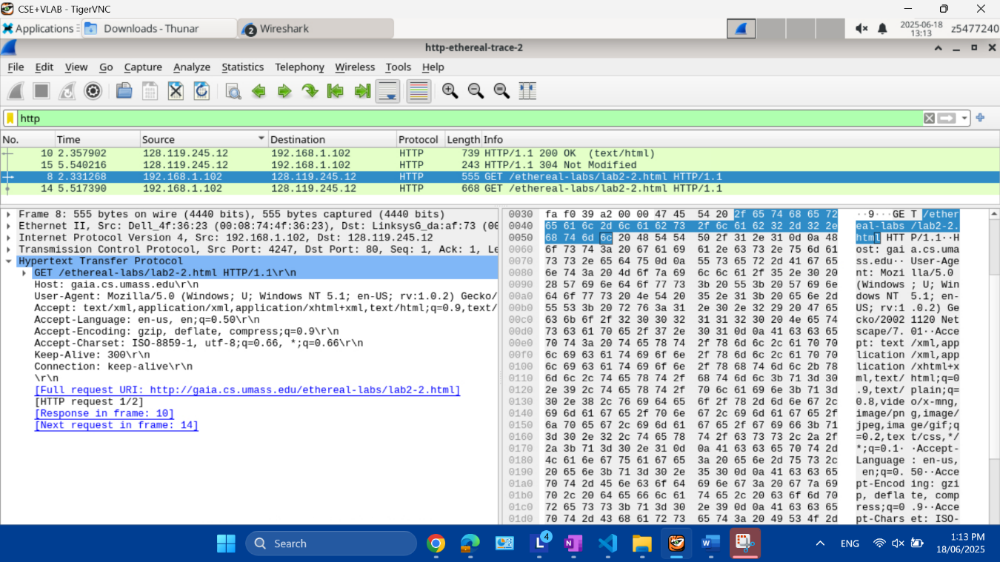 CSE+VLAB - TigerVNC
Applications Downloads - Thunar 2 Wireshark 2025-06-18 13:13 z5477240
http-ethereal-trace-2
File Edit View Go Capture Analyze Statistics Telephony Wireless Tools Help
http
No. Time Source Destination Protocol Length Info
10 2.357902 128.119.245.12 192.168.1.102 HTTP 739 HTTP/1.1 200 OK (text/html)
15 5.540216 128.119.245.12 192.168.1.102 HTTP 243 HTTP/1.1 304 Not Modified
8 2.331268 192.168.1.102 128.119.245.12 HTTP 555 GET /ethereal-labs/lab2-2.html HTTP/1.1
14 5.517390 192.168.1.102 128.119.245.12 HTTP 668 GET /ethereal-labs/lab2-2.html HTTP/1.1
Frame 8: 555 bytes on wire (4440 bits), 555 bytes captured (4440 bits)
Ethernet II, Src: Dell_4f:36:23 (00:08:74:4f:36:23), Dst: LinksysG_da:af:73 (00
Internet Protocol Version 4, Src: 192.168.1.102, Dst: 128.119.245.12
Transmission Control Protocol, Src Port: 4247, Dst Port: 80, Seq: 1, Ack: 1, Le
Hypertext Transfer Protocol
GET /ethereal-labs/lab2-2.html HTTP/1.1\r\n
Host: gaia.cs.umass.edu\r\n
User-Agent: Mozilla/5.0 (Windows; U; Windows NT 5.1; en-US; rv:1.0.2) Gecko/
Accept: text/xml,application/xml,application/xhtml+xml,text/html;q=0.9,text/
Accept-Language: en-us, en;q=0.50\r\n
Accept-Encoding: gzip, deflate, compress;q=0.9\r\n
Accept-Charset: ISO-8859-1, utf-8;q=0.66, *;q=0.66\r\n
Keep-Alive: 300\r\n
Connection: keep-alive\r\n
\r\n
[Full request URI: http://gaia.cs.umass.edu/ethereal-labs/lab2-2.html]
[HTTP request 1/2]
[Response in frame: 10]
[Next request in frame: 14]
0030 fa f0 39 a2 00 00 47 45 54 20 2f 65 74 68 65 72 ··9···GE T /ether
0040 65 61 6c 2d 6c 61 62 73 2f 6c 61 62 32 2d 32 2e eal-labs /lab2-2.
0050 68 74 6d 6c 20 48 54 54 50 2f 31 2e 31 0d 0a 48 html HTT P/1.1··H
0060 6f 73 74 3a 20 67 61 69 61 2e 63 73 2e 75 6d 61 ost: gai a.cs.uma
0070 73 73 2e 65 64 75 0d 0a 55 73 65 72 2d 41 67 65 ss.edu·· User-Age
0080 6e 74 3a 20 4d 6f 7a 69 6c 6c 61 2f 35 2e 30 20 nt: Mozi lla/5.0
0090 28 57 69 6e 64 6f 77 73 3b 20 55 3b 20 57 69 6e (Windows ; U; Win
00a0 64 6f 77 73 20 4e 54 20 35 2e 31 3b 20 65 6e 2d dows NT 5.1; en-
00b0 55 53 3b 20 72 76 3a 31 2e 30 2e 32 29 20 47 65 US; rv:1 .0.2) Ge
00c0 63 6b 6f 2f 32 30 30 32 31 31 32 30 20 4e 65 74 cko/2002 1120 Net
00d0 73 63 61 70 65 2f 37 2e 30 31 0d 0a 41 63 63 65 scape/7. 01··Acce
00e0 70 74 3a 20 74 65 78 74 2f 78 6d 6c 2c 61 70 70 pt: text /xml,app
00f0 6c 69 63 61 74 69 6f 6e 2f 78 6d 6c 2c 61 70 70 lication /xml,app
0100 6c 69 63 61 74 69 6f 6e 2f 78 68 74 6d 6c 2b 78 lication /xhtml+x
0110 6d 6c 2c 74 65 78 74 2f 68 74 6d 6c 3b 71 3d 30 ml,text/ html;q=0
0120 2e 39 2c 74 65 78 74 2f 70 6c 61 69 6e 3b 71 3d .9,text/ plain;q=
0130 30 2e 38 2c 76 69 64 65 6f 2f 78 2d 6d 6e 67 2c 0.8,vide o/x-mng,
0140 69 6d 61 67 65 2f 70 6e 67 2c 69 6d 61 67 65 2f image/pn g,image/
0150 6a 70 65 67 2c 69 6d 61 67 65 2f 67 69 66 3b 71 jpeg,ima ge/gif;q
0160 3d 30 2e 32 2c 74 65 78 74 2f 63 73 73 2c 2a 2f =0.2,tex t/css,*/
0170 2a 3b 71 3d 30 2e 31 0d 0a 41 63 63 65 70 74 2d *;q=0.1· ·Accept-
0180 4c 61 6e 67 75 61 67 65 3a 20 65 6e 2d 75 73 2c Language : en-us,
0190 20 65 6e 3b 71 3d 30 2e 35 30 0d 0a 41 63 63 65 en;q=0. 50··Acce
01a0 70 74 2d 45 6e 63 6f 64 69 6e 67 3a 20 67 7a 69 pt-Encod ing: gzi
01b0 70 2c 20 64 65 66 6c 61 74 65 2c 20 63 6f 6d 70 p, defla te, comp
01c0 72 65 73 73 3b 71 3d 30 2e 39 0d 0a 41 63 63 65 ress;q=0 .9··Acce
01d0 70 74 2d 43 68 61 72 73 65 74 3a 20 49 53 4f 2d pt-Chars et: ISO-
Search 4 ENG 1:13 PM
18/06/2025